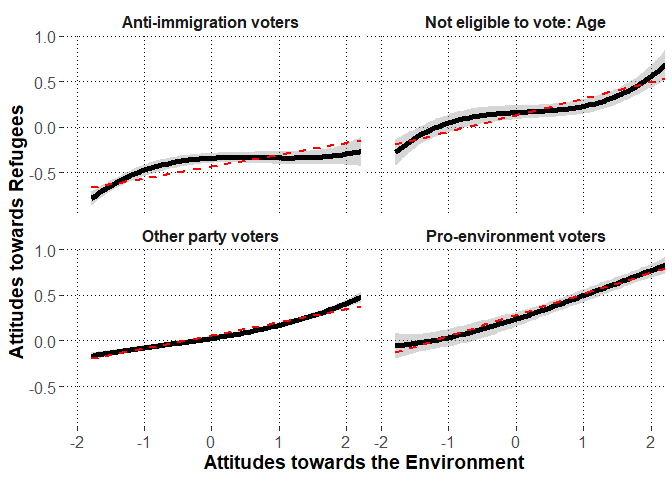 Anti-immigration voters
Not eligible to vote: Age
1.0
0.5
0.0
-0.5
Other party voters
Pro-environment voters
1.0
0.5
0.0
-0.5
-2 -1 0 1 2 -2 -1 0 1 2
Attitudes towards the Environment
Attitudes towards Refugees